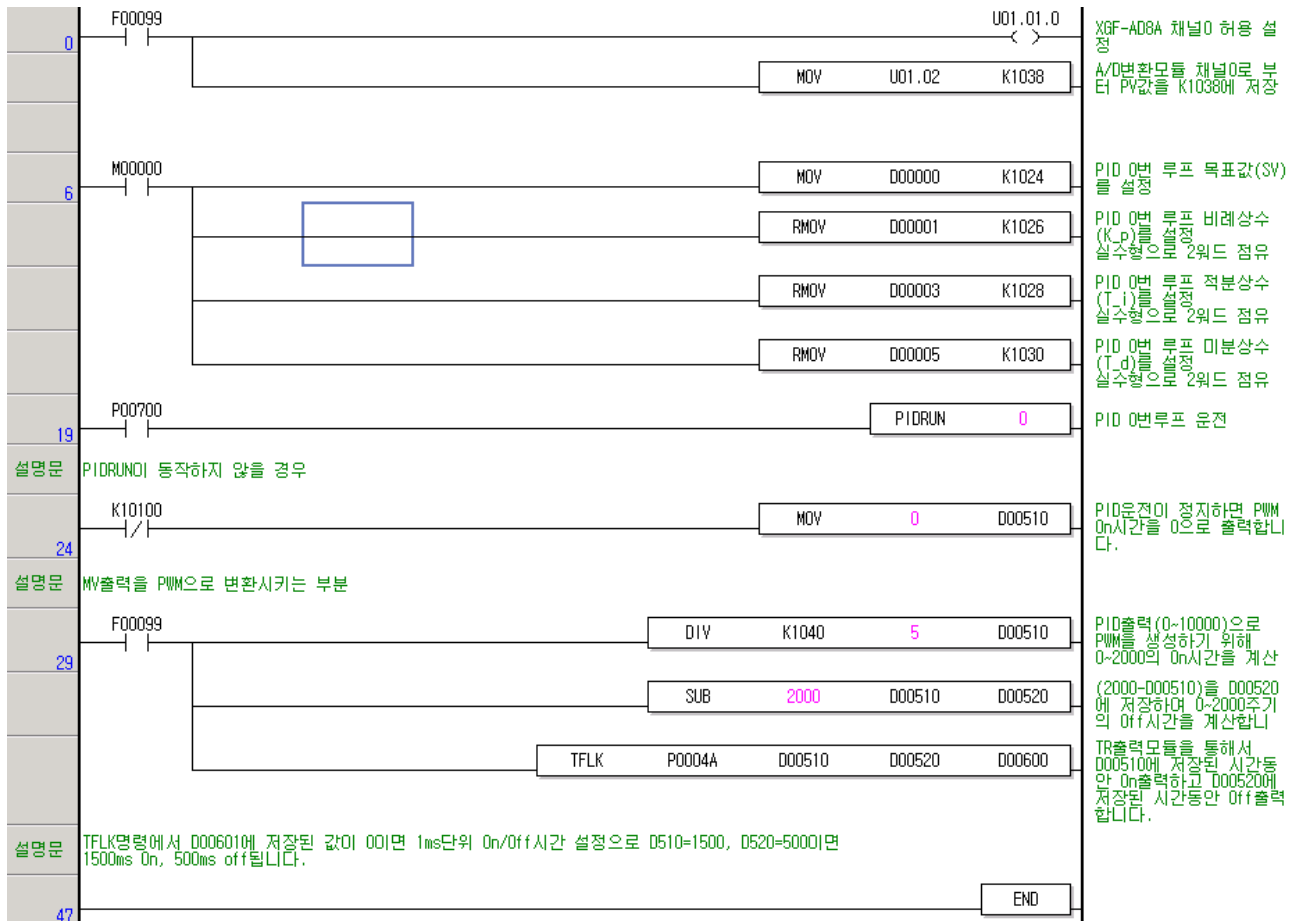 F00099
U01.01.0
0
XGF-AD8A 채널0 허용 설
정
MOV U01.02 K1038
A/D변환모듈 채널0로 부
터 PV값을 K1038에 저장
M00000
6
MOV D00000 K1024
PID 0번 루프 목표값(SV)
를 설정
RMOV D00001 K1026
PID 0번 루프 비례상수
(K_p)를 설정
실수형으로 2워드 점유
RMOV D00003 K1028
PID 0번 루프 적분상수
(T_i)를 설정
실수형으로 2워드 점유
RMOV D00005 K1030
PID 0번 루프 미분상수
(T_d)를 설정
실수형으로 2워드 점유
P00700
19
PIDRUN 0
PID 0번루프 운전
설명문 PIDRUN이 동작하지 않을 경우
K10100
24
MOV 0 D00510
PID운전이 정지하면 PWM
On시간을 0으로 출력합니
다.
설명문 MV출력을 PWM으로 변환시키는 부분
F00099
29
DIV K1040 5 D00510
PID출력(0~10000)으로
PWM을 생성하기 위해
0~2000의 On시간을 계산
SUB 2000 D00510 D00520
(2000-D00510)을 D00520
에 저장하며 0~2000주기
의 Off시간을 계산합니
TFLK P0004A D00510 D00520 D00600
TR출력모듈을 통해서
D00510에 저장된 시간동
안 On출력하고 D00520에
저장된 시간동안 Off출력
합니다.
설명문 TFLK명령에서 D00601에 저장된 값이 0이면 1ms단위 On/Off시간 설정으로 D510=1500, D520=500이면
1500ms On, 500ms off됩니다.
47
END